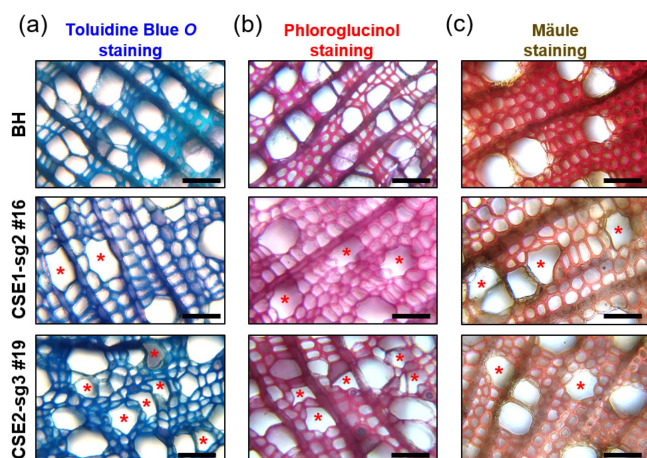 (a) Toluidine Blue O staining
(b) Phloroglucinol staining
(c) Mäule staining
BH
CSE1-sg2 #16
* *
* * *
* * *
CSE2-sg3 #19
* * * * * *
* * * * *
* *